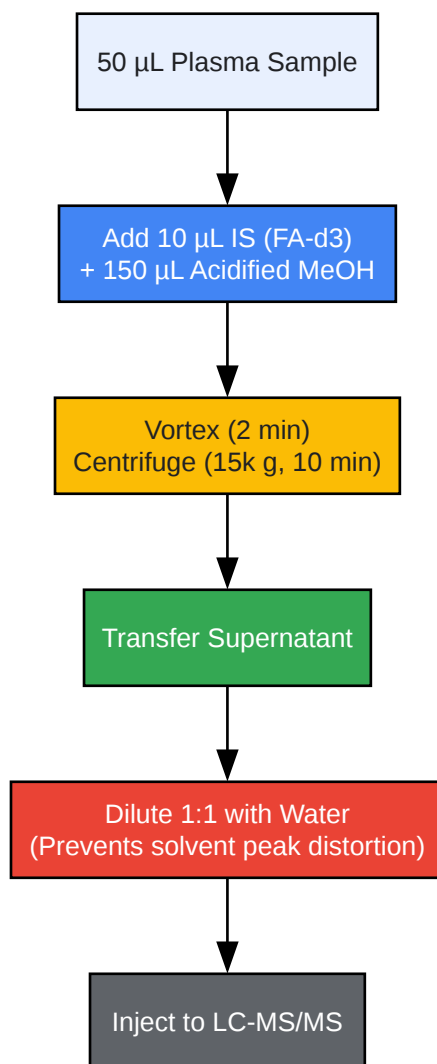 50 µL Plasma Sample
Add 10 µL IS (FA-d3)
+ 150 µL Acidified MeOH
Vortex (2 min)
Centrifuge (15k g, 10 min)
Transfer Supernatant
Dilute 1:1 with Water
(Prevents solvent peak distortion)
Inject to LC-MS/MS